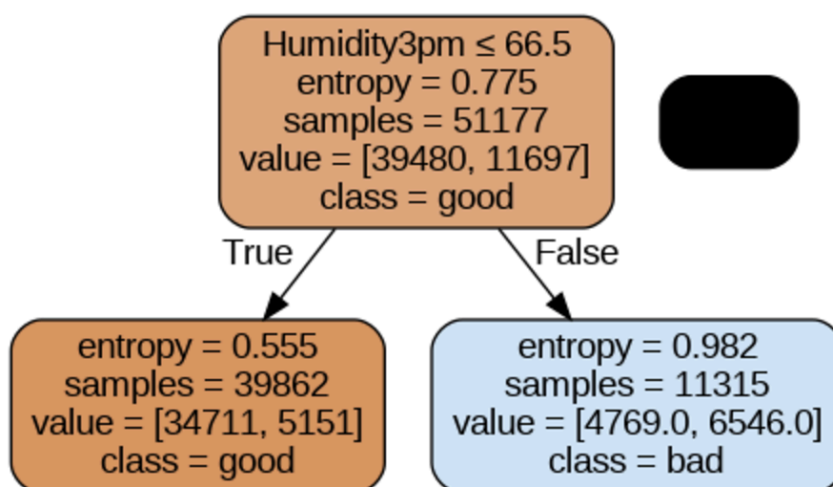 Humidity3pm ≤ 66.5
entropy = 0.775
samples = 51177
value = [39480, 11697]
class = good
True
False
entropy = 0.555
samples = 39862
value = [34711, 5151]
class = good
entropy = 0.982
samples = 11315
value = [4769.0, 6546.0]
class = bad